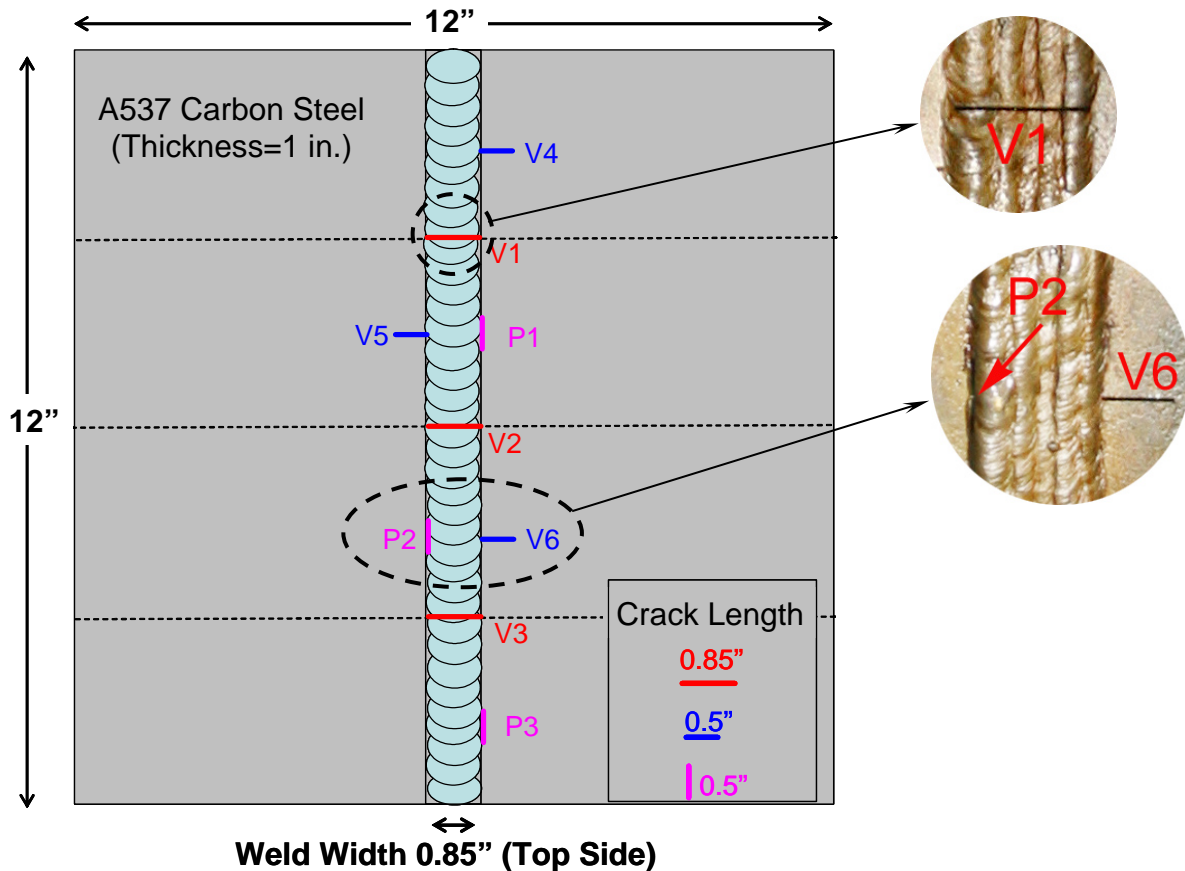 12”
A537 Carbon Steel
(Thickness=1 in.)
V4
V1
V1
V5
P1
P2
V6
12”
V2
P2
V6
V3
Crack Length
0.85”
0.5”
0.5”
P3
Weld Width 0.85” (Top Side)